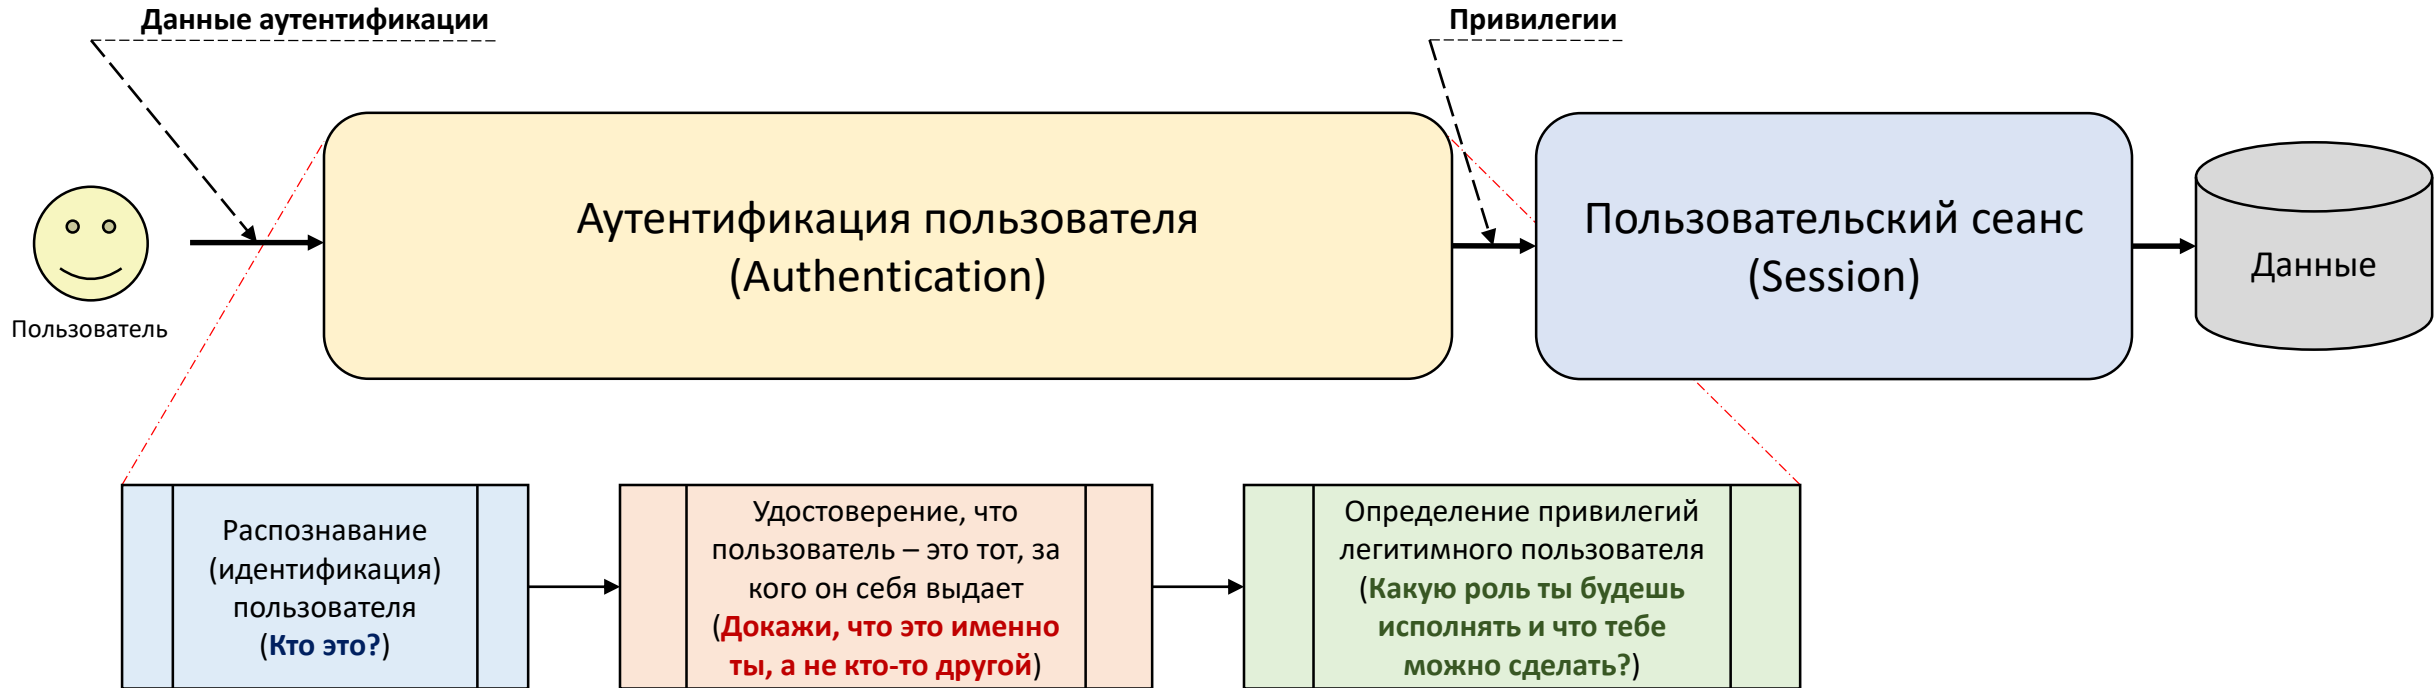 Данные аутентификации
Привилегии
Аутентификация пользователя
(Authentication)
Пользовательский сеанс
(Session)
Данные
Пользователь
Распознавание
(идентификация)
пользователя
(Кто это?)
Удостоверение, что
пользователь – это тот, за
кого он себя выдает
(Докажи, что это именно
ты, а не кто-то другой)
Определение привилегий
легитимного пользователя
(Какую роль ты будешь
исполнять и что тебе
можно сделать?)